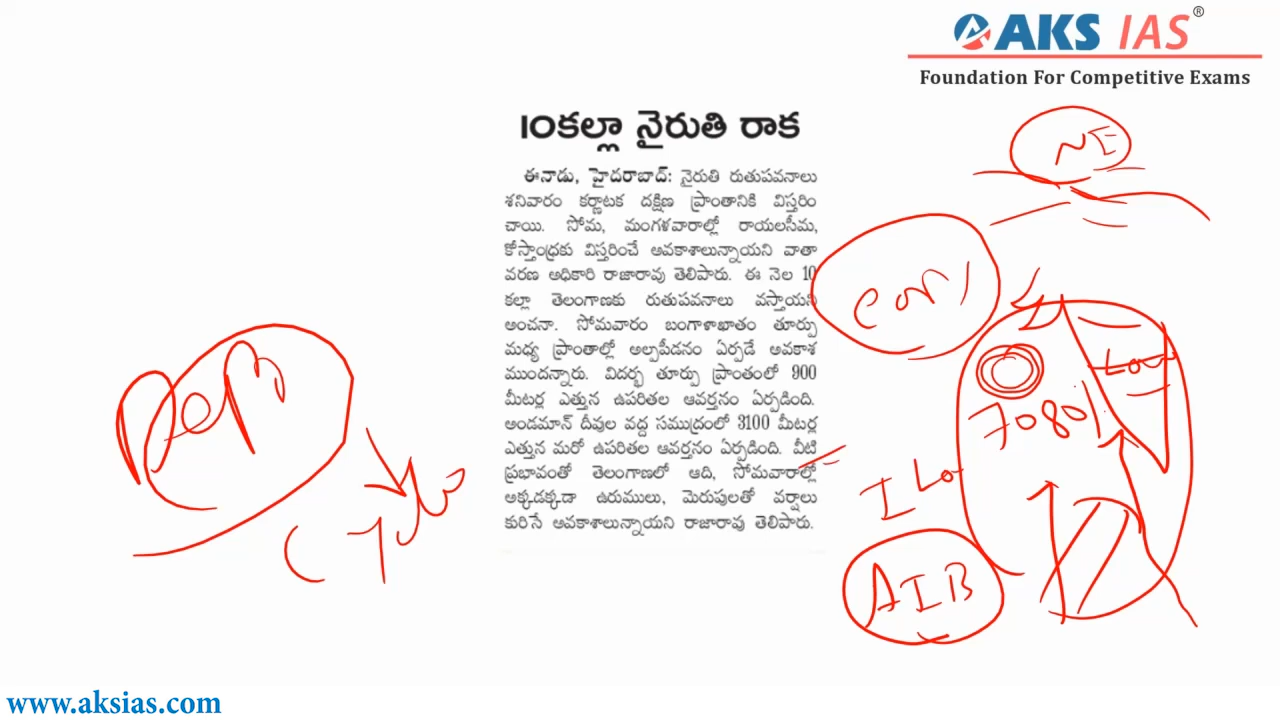 AKS IAS®
Foundation For Competitive Exams
10కల్లా నైరుతి రాక
ఈనాడు, హైదరాబాద్: నైరుతి రుతుపవనాలు
శనివారం కర్ణాటక దక్షిణ ప్రాంతానికి విస్తరిం
చాయి. సోమ, మంగళవారాల్లో రాయలసీమ,
కోస్తాంధ్రకు విస్తరించే అవకాశాలున్నాయని వాతా
వరణ అధికారి రాజారావు తెలిపారు. ఈ నెల 10
కల్లా తెలంగాణకు రుతుపవనాలు వస్తాయని
అంచనా. సోమవారం బంగాళాఖాతం తూర్పు
మధ్య ప్రాంతాల్లో అల్పపీడనం ఏర్పడే అవకాశ
ముందన్నారు. విదర్భ తూర్పు ప్రాంతంలో 900
మీటర్ల ఎత్తున ఉపరితల ఆవర్తనం ఏర్పడింది.
అండమాన్ దీవుల వద్ద సముద్రంలో 3100 మీటర్ల
ఎత్తున మరో ఉపరితల ఆవర్తనం ఏర్పడింది. వీటి
ప్రభావంతో తెలంగాణలో ఆది, సోమవారాల్లో
అక్కడక్కడా ఉరుములు, మెరుపులతో వర్షాలు
కురిసే అవకాశాలున్నాయని రాజారావు తెలిపారు.
NE
Low
7080
AIB
www.aksias.com